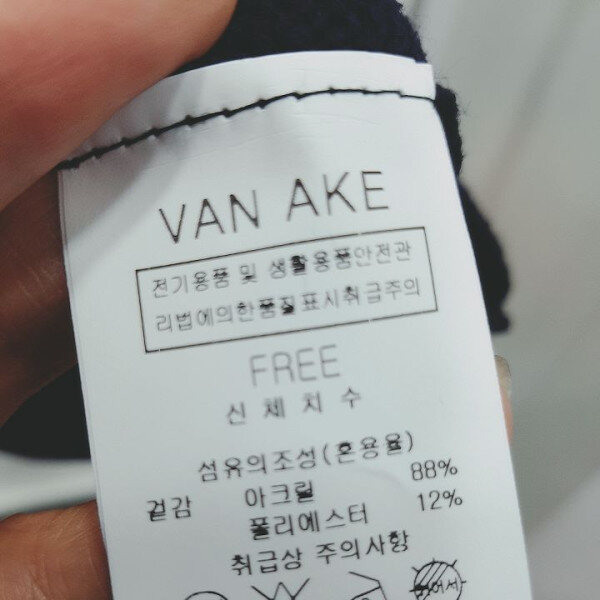 VAN AKE
전기용품 및 생활용품안전관
리법에의한품질표시취급주의
FREE
신체치수
섬유의조성(혼용율)
겉감 아크릴 88%
폴리에스터 12%
취급상 주의사항